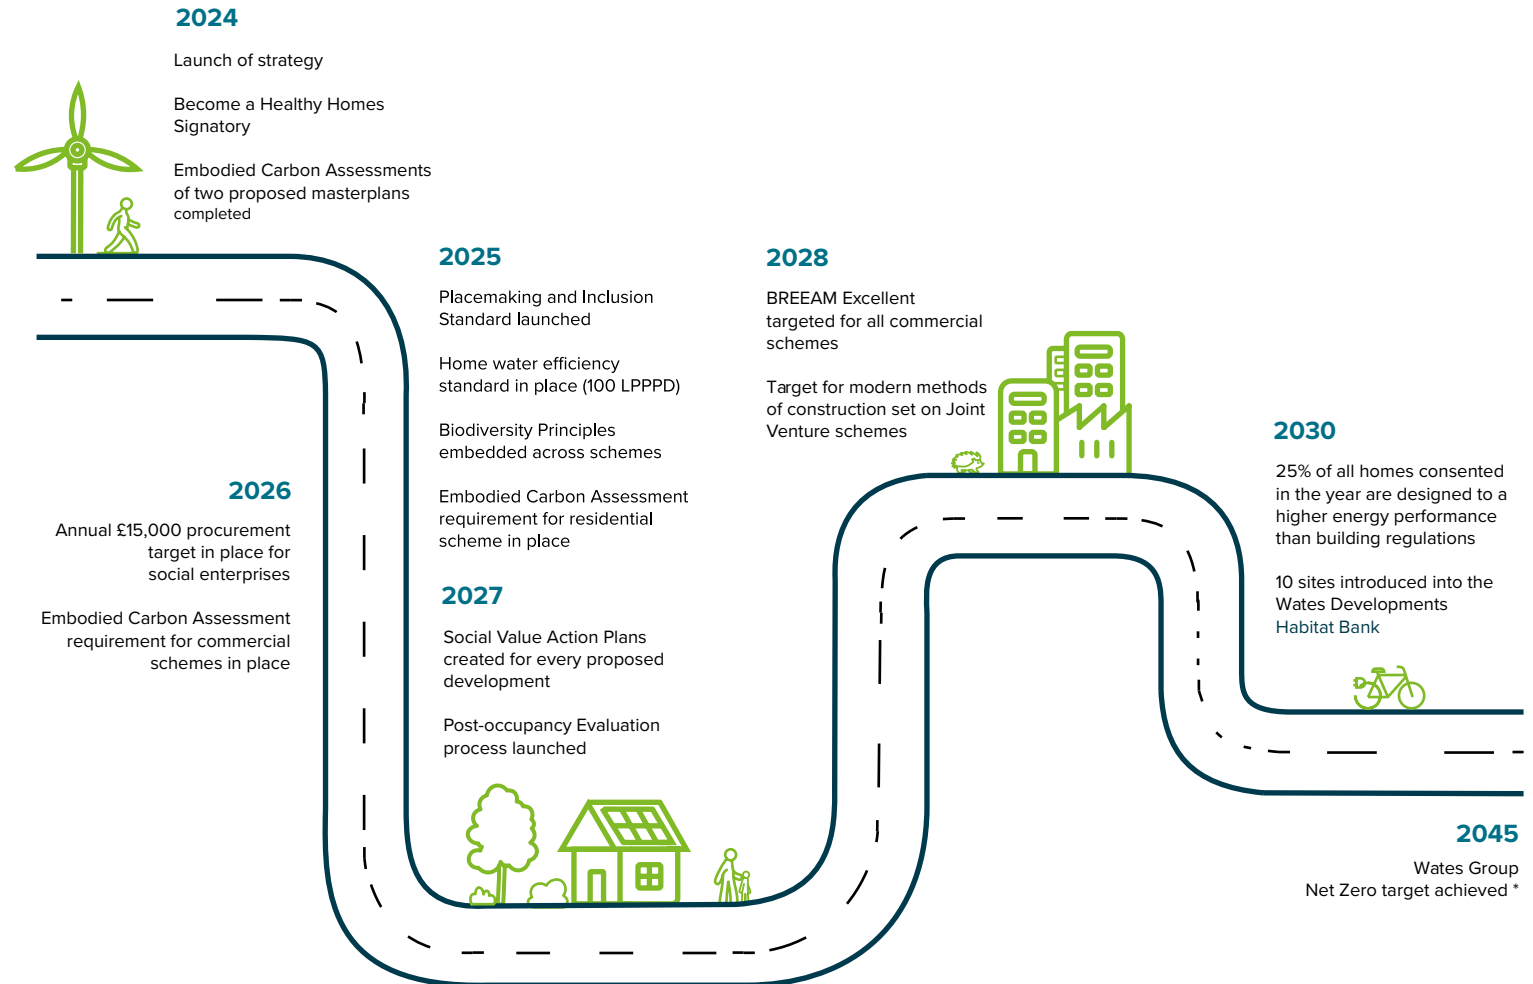 2024
Launch of strategy
Become a Healthy Homes
Signatory
Embodied Carbon Assessments
of two proposed masterplans
completed
2025
Placemaking and Inclusion
Standard launched
Home water efficiency
standard in place (100 LPPPD)
Biodiversity Principles
embedded across schemes
Embodied Carbon Assessment
requirement for residential
scheme in place
2026
Annual £15,000 procurement
target in place for
social enterprises
Embodied Carbon Assessment
requirement for commercial
schemes in place
2027
Social Value Action Plans
created for every proposed
development
Post-occupancy Evaluation
process launched
2028
BREEAM Excellent
targeted for all commercial
schemes
Target for modern methods
of construction set on Joint
Venture schemes
2030
25% of all homes consented
in the year are designed to a
higher energy performance
than building regulations
10 sites introduced into the
Wates Developments
Habitat Bank
2045
Wates Group
Net Zero target achieved *